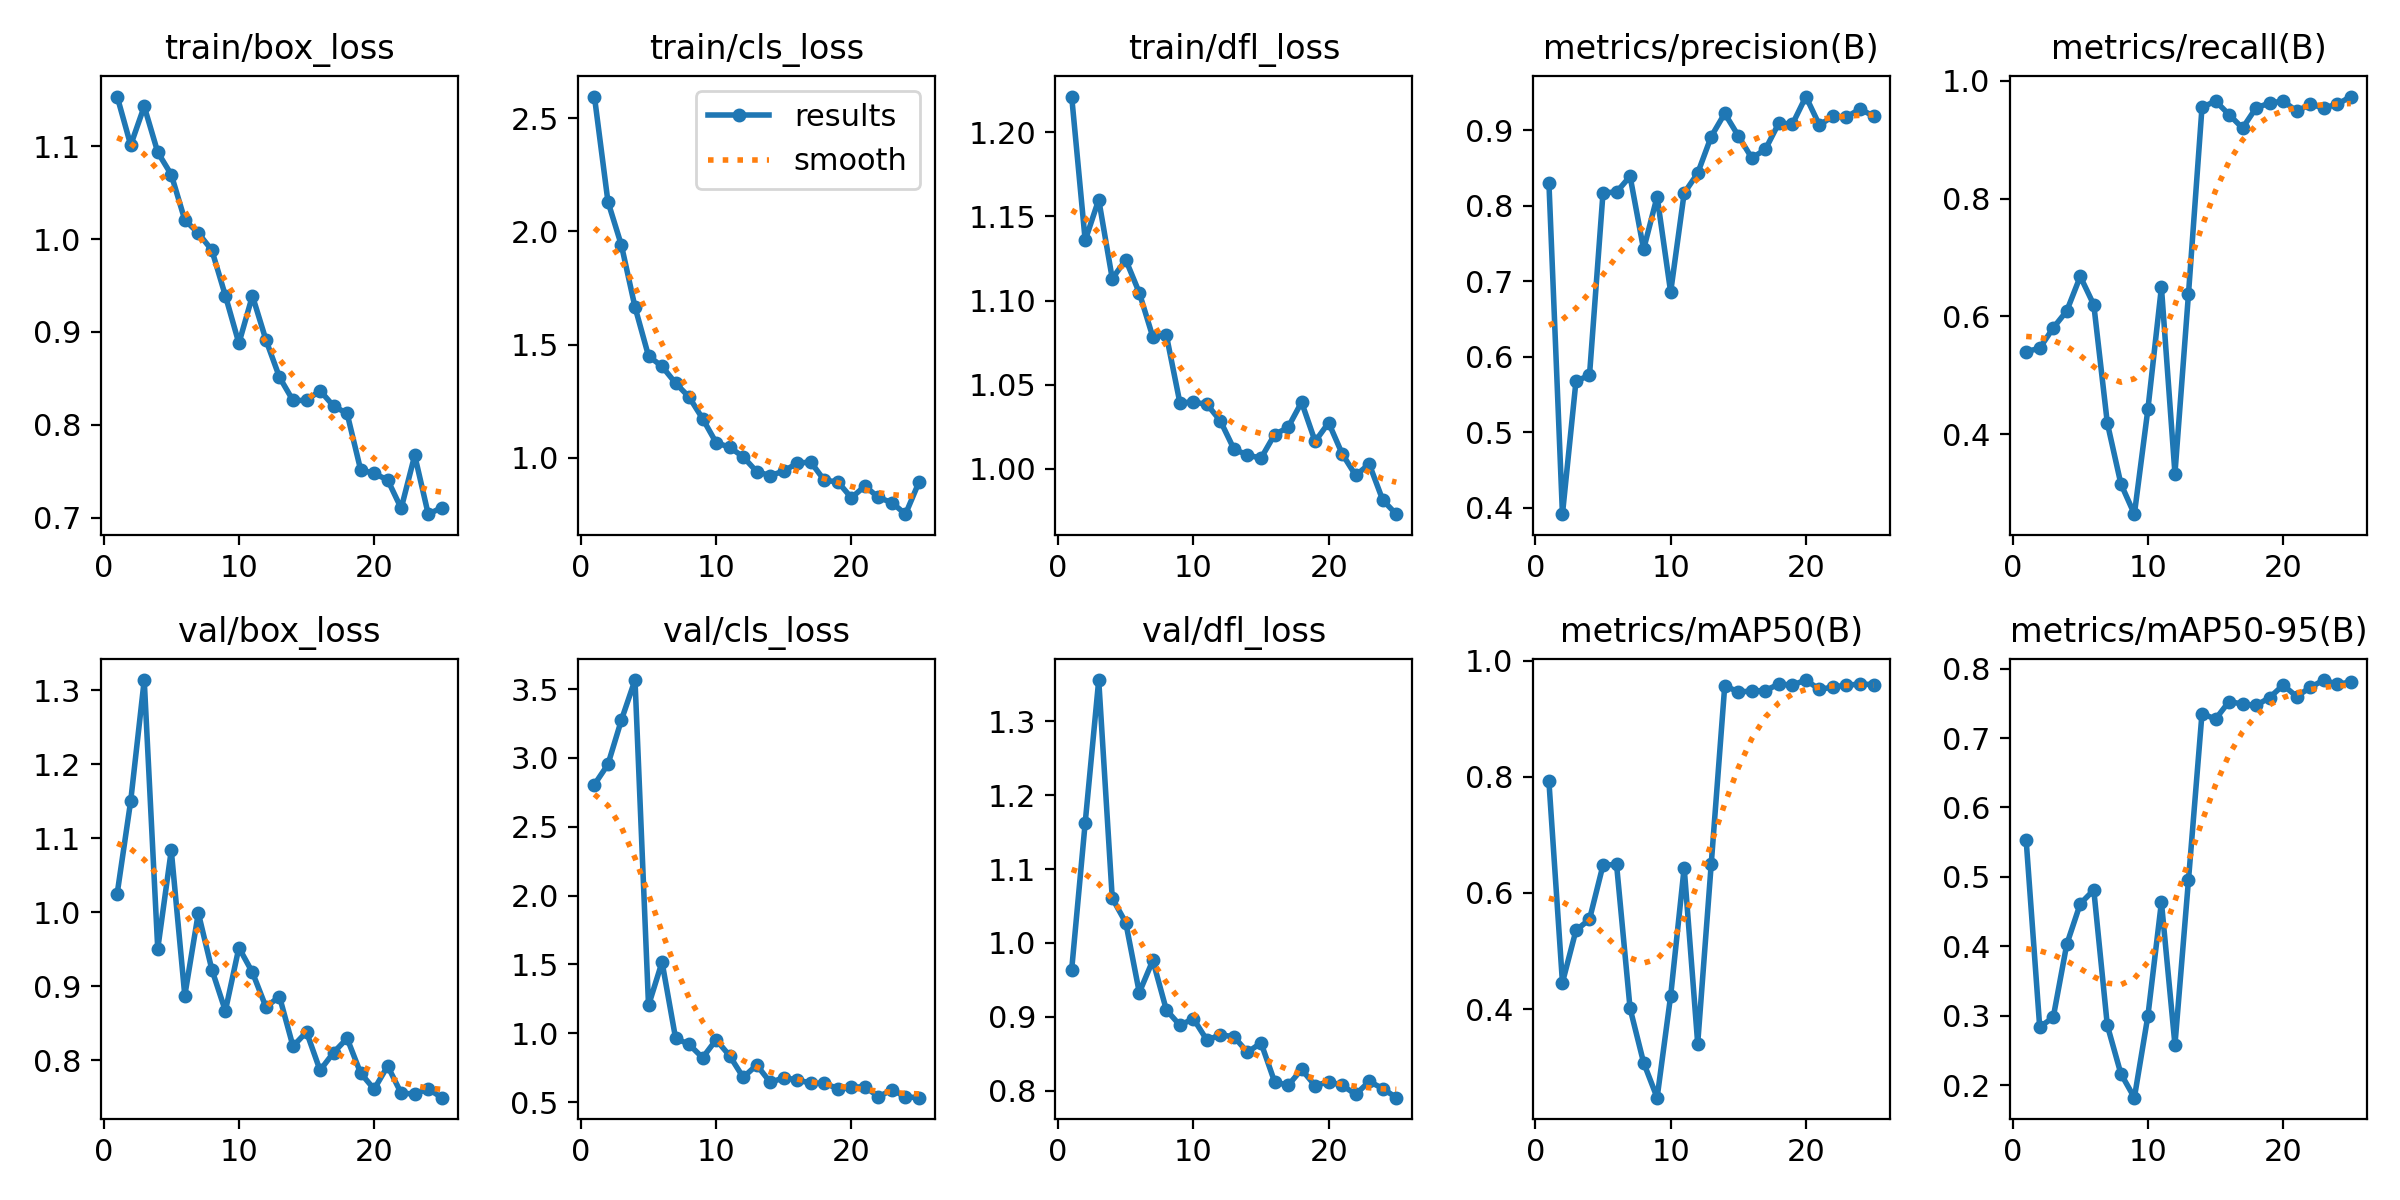 train/box_loss
1.1
1.0
0.9
0.8
0.7
0 10 20
train/cls_loss
results
smooth
2.5
2.0
1.5
1.0
0 10 20
train/dfl_loss
1.20
1.15
1.10
1.05
1.00
0 10 20
metrics/precision(B)
0.9
0.8
0.7
0.6
0.5
0.4
0 10 20
metrics/recall(B)
1.0
0.8
0.6
0.4
0 10 20
val/box_loss
1.3
1.2
1.1
1.0
0.9
0.8
0 10 20
val/cls_loss
3.5
3.0
2.5
2.0
1.5
1.0
0.5
0 10 20
val/dfl_loss
1.3
1.2
1.1
1.0
0.9
0.8
0 10 20
metrics/mAP50(B)
1.0
0.8
0.6
0.4
0 10 20
metrics/mAP50-95(B)
0.8
0.7
0.6
0.5
0.4
0.3
0.2
0 10 20